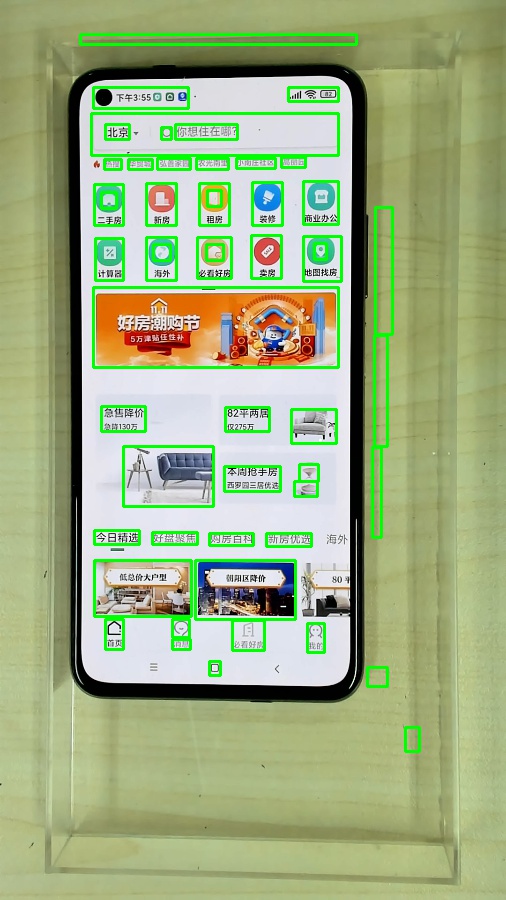 下午3:55
82
北京
你想住在哪?
二手房 新房 租房 装修 商业办公
计算器 海外 必看好房 卖房 地图找房
好房潮购节
5万津贴任性补
急售降价
急降130万
82平两居
仅275万
本周抢手房
西罗园三居优选
今日精选 好盘聚焦 购房百科 新房优选 海外
低总价大户型
朝阳区降价
80 平
首页 消息 必看好房 我的